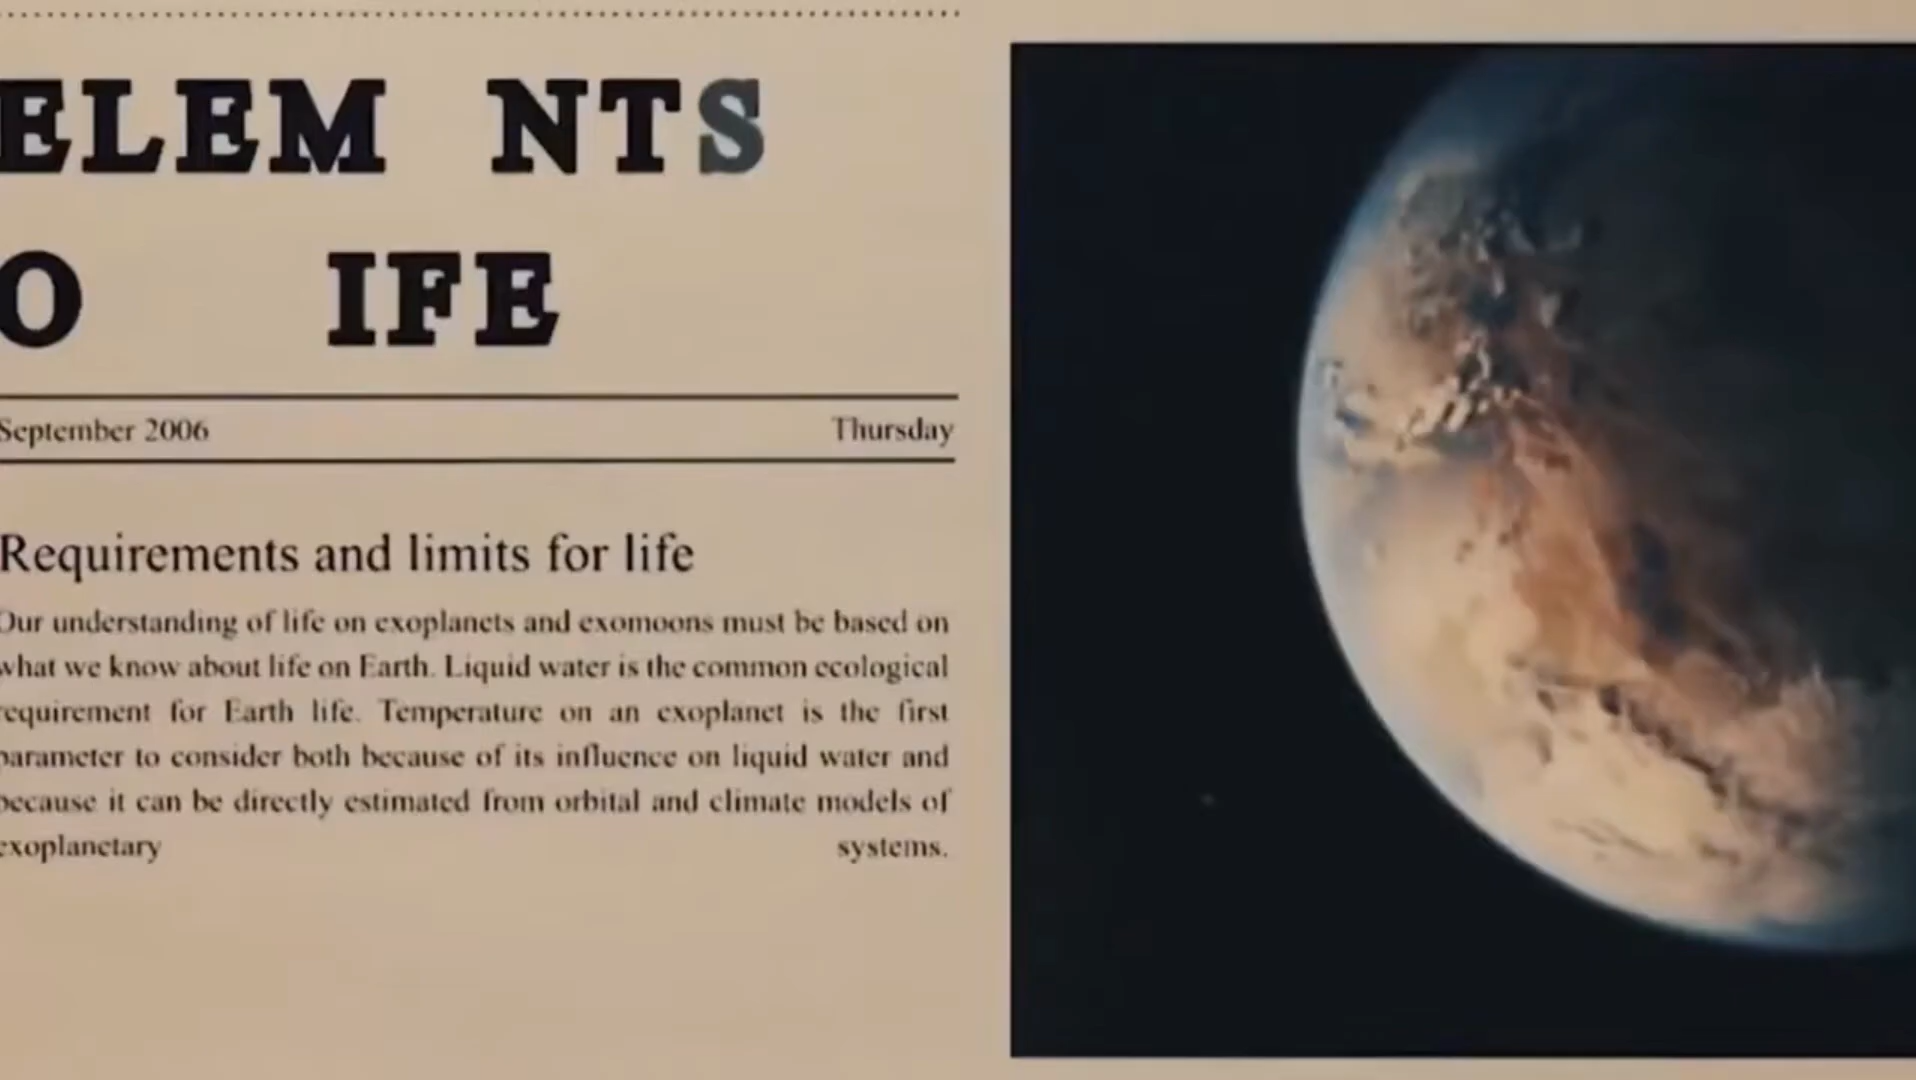 ELEM NTS
O IFE
September 2006 Thursday
Requirements and limits for life
Our understanding of life on exoplanets and exomoons must be based on
what we know about life on Earth. Liquid water is the common ecological
requirement for Earth life. Temperature on an exoplanet is the first
parameter to consider both because of its influence on liquid water and
because it can be directly estimated from orbital and climate models of
exoplanetary systems.